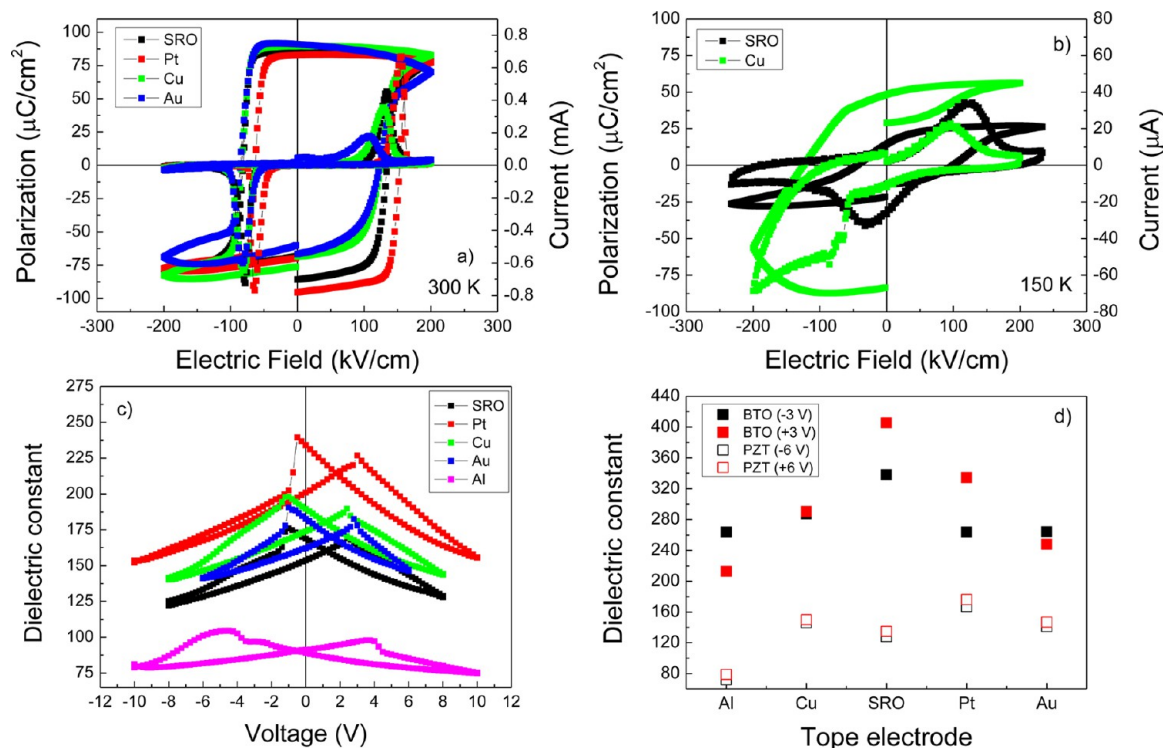 100
75
50
25
0
-25
-50
-75
-100
Polarization (μC/cm²)
SRO
Pt
Cu
Au
a)
300 K
0.8
0.6
0.4
0.2
0.0
-0.2
-0.4
-0.6
-0.8
Current (mA)
-300 -200 -100 0 100 200 300
Electric Field (kV/cm)
100
75
50
25
0
-25
-50
-75
-100
Polarization (μC/cm²)
SRO
Cu
b)
150 K
80
60
40
20
0
-20
-40
-60
-80
Current (μA)
-300 -200 -100 0 100 200 300
Electric Field (kV/cm)
275
250
225
200
175
150
125
100
75
Dielectric constant
c)
SRO
Pt
Cu
Au
Al
-12 -10 -8 -6 -4 -2 0 2 4 6 8 10 12
Voltage (V)
440
400
360
320
280
240
200
160
120
80
Dielectric constant
BTO (-3 V)
BTO (+3 V)
PZT (-6 V)
PZT (+6 V)
d)
Al Cu SRO Pt Au
Tope electrode